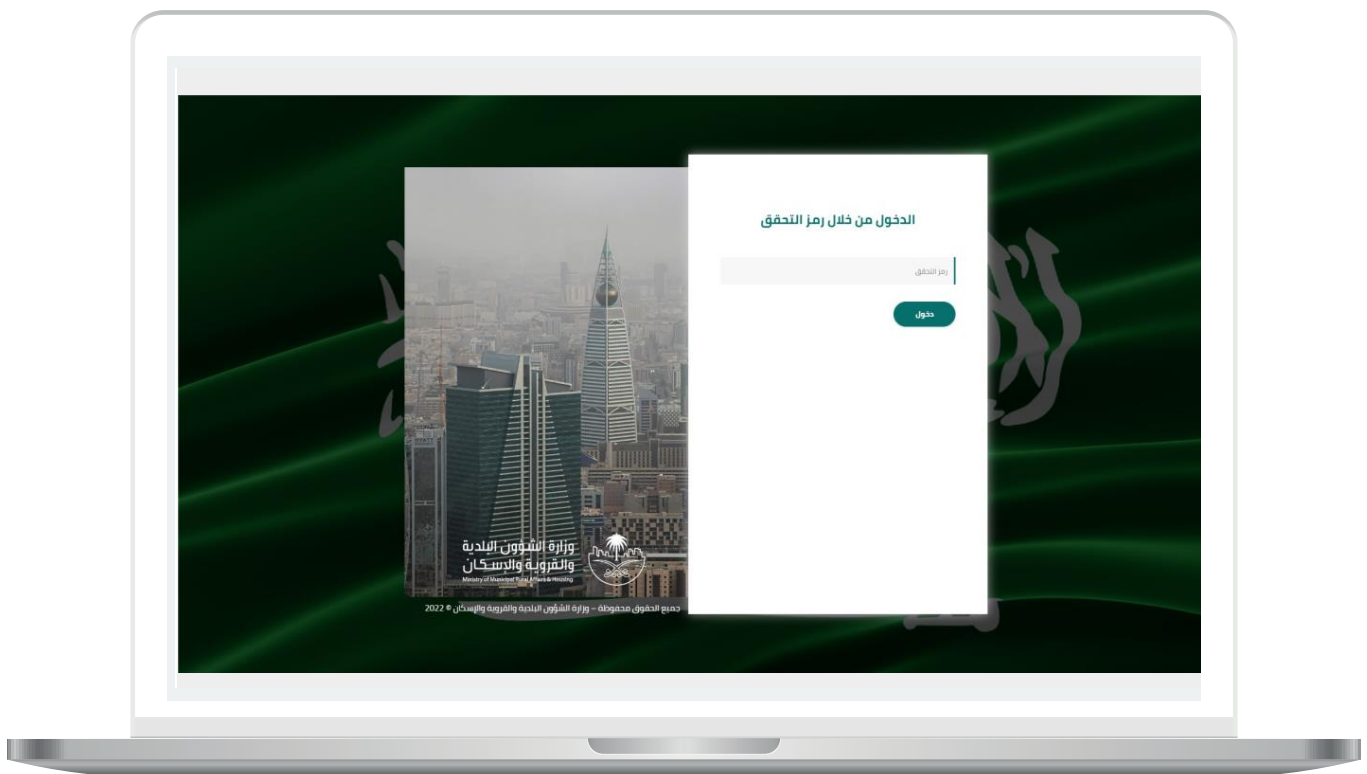 الدخول من خلال رمز التحقق
رمز التحقق
دخول
وزارة الشؤون البلدية
والقروية والإسكان
Ministry of Municipal Rural Affairs & Housing
جميع الحقوق محفوظة – وزارة الشؤون البلدية والقروية والإسكان © 2022